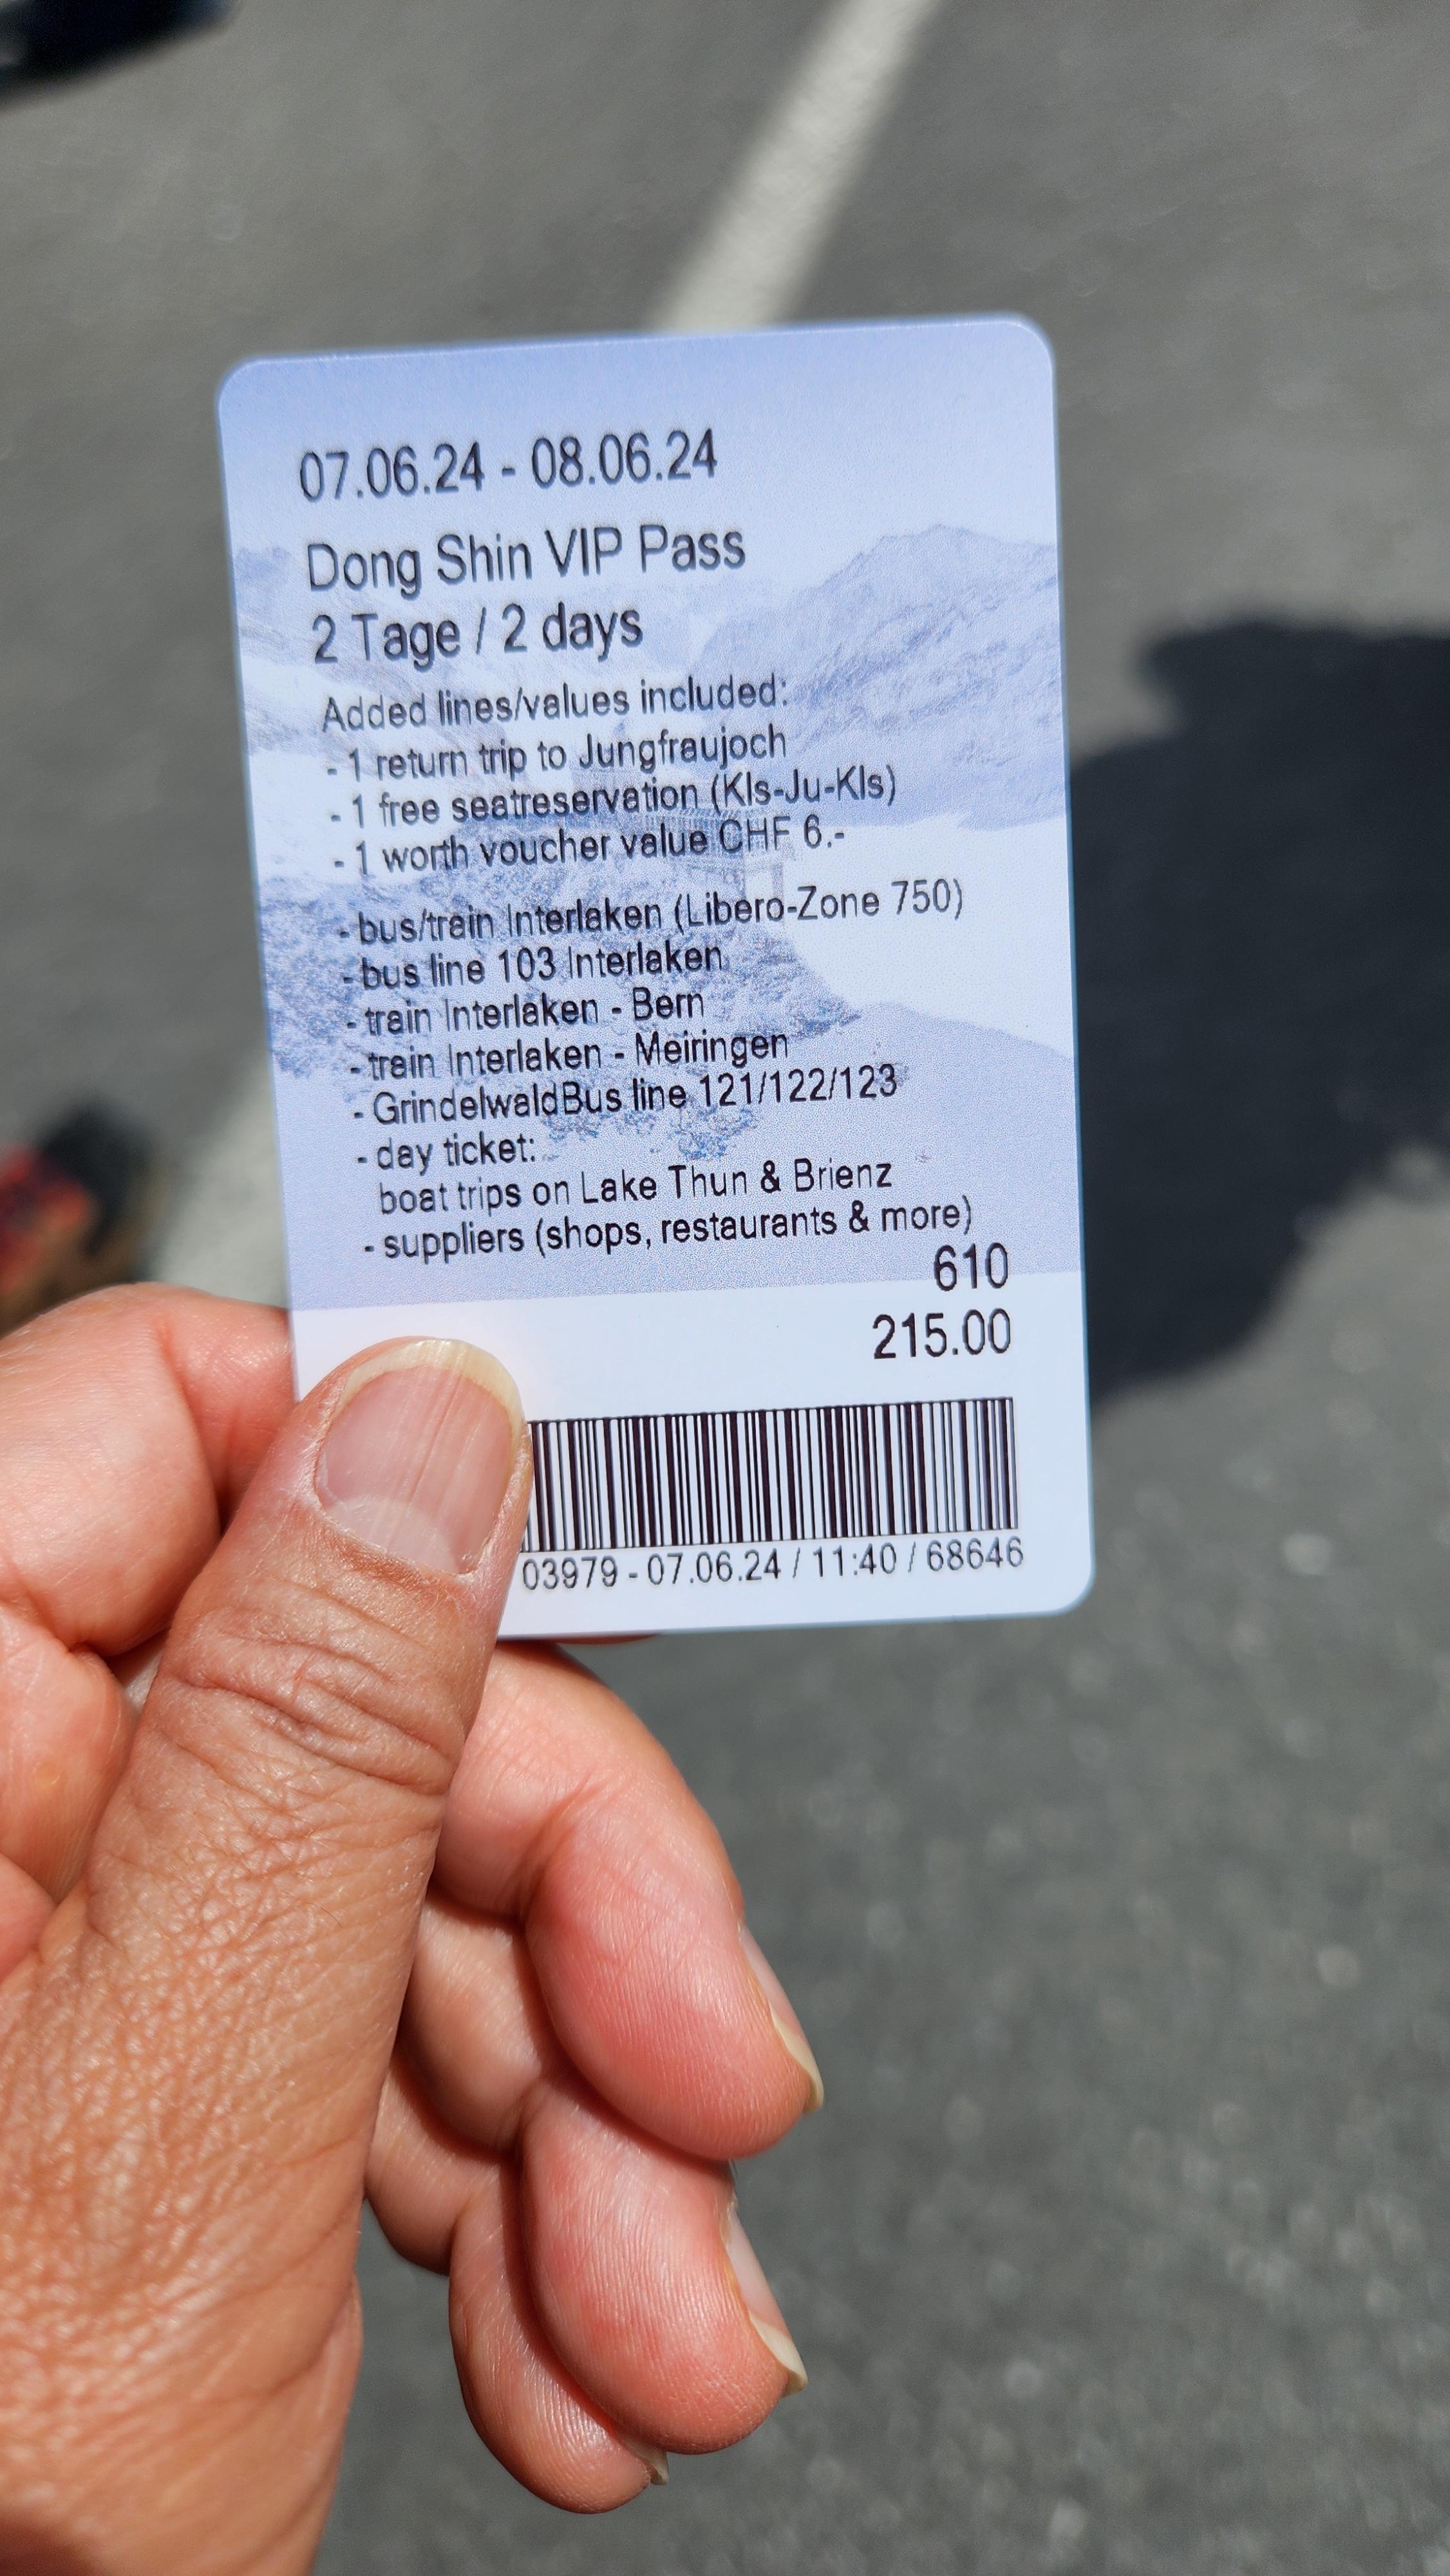 07.06.24 - 08.06.24
Dong Shin VIP Pass
2 Tage / 2 days
Added lines/values included:
- 1 return trip to Jungfraujoch
- 1 free seatreservation (Kls-Ju-Kls)
- 1 worth voucher value CHF 6.-
- bus/train Interlaken (Libero-Zone 750)
- bus line 103 Interlaken
- train Interlaken - Bern
- train Interlaken - Meiringen
- GrindelwaldBus line 121/122/123
- day ticket:
boat trips on Lake Thun & Brienz
- suppliers (shops, restaurants & more)
610
215.00
03979 - 07.06.24 / 11:40 / 68646